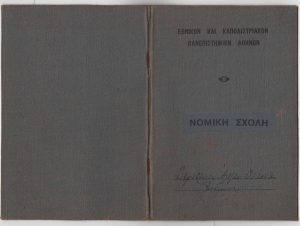 ΕΘΝΙΚΟΝ ΚΑΙ ΚΑΠΟΔΙΣΤΡΙΑΚΟΝ
ΠΑΝΕΠΙΣΤΗΜΙΟΝ ΑΘΗΝΩΝ
ΝΟΜΙΚΗ ΣΧΟΛΗ